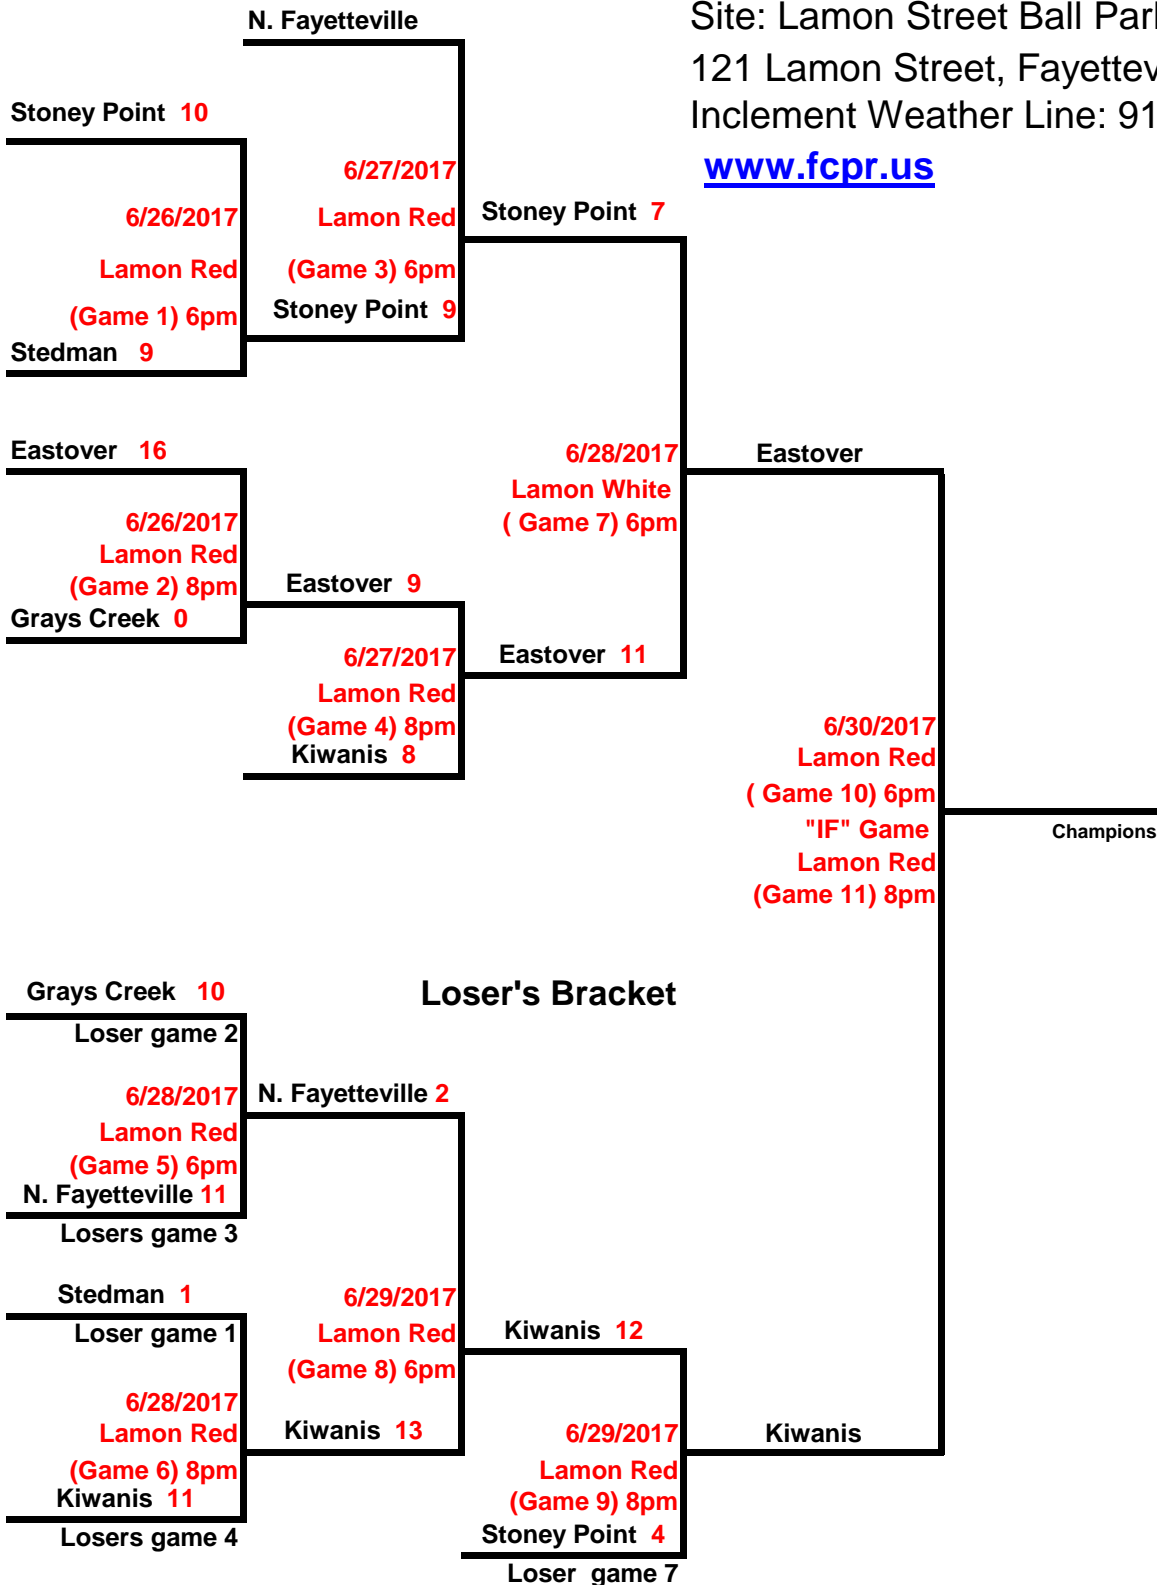 N. Fayetteville
Site: Lamon Street Ball Park
121 Lamon Street, Fayettev
Inclement Weather Line: 91
www.fcpr.us
Stoney Point 10
6/26/2017
Lamon Red
(Game 1) 6pm
Stedman 9
6/27/2017
Lamon Red
(Game 3) 6pm
Stoney Point 9
Stoney Point 7
Eastover 16
6/26/2017
Lamon Red
(Game 2) 8pm
Grays Creek 0
Eastover 9
6/27/2017
Lamon Red
(Game 4) 8pm
Kiwanis 8
6/28/2017
Lamon White
( Game 7) 6pm
Eastover 11
Eastover
6/30/2017
Lamon Red
( Game 10) 6pm
"IF" Game
Lamon Red
(Game 11) 8pm
Champions
Loser's Bracket
Grays Creek 10
Loser game 2
6/28/2017
Lamon Red
(Game 5) 6pm
N. Fayetteville 11
Losers game 3
N. Fayetteville 2
Stedman 1
Loser game 1
6/28/2017
Lamon Red
(Game 6) 8pm
Kiwanis 11
Losers game 4
6/29/2017
Lamon Red
(Game 8) 6pm
Kiwanis 13
Kiwanis 12
6/29/2017
Lamon Red
(Game 9) 8pm
Stoney Point 4
Loser game 7
Kiwanis